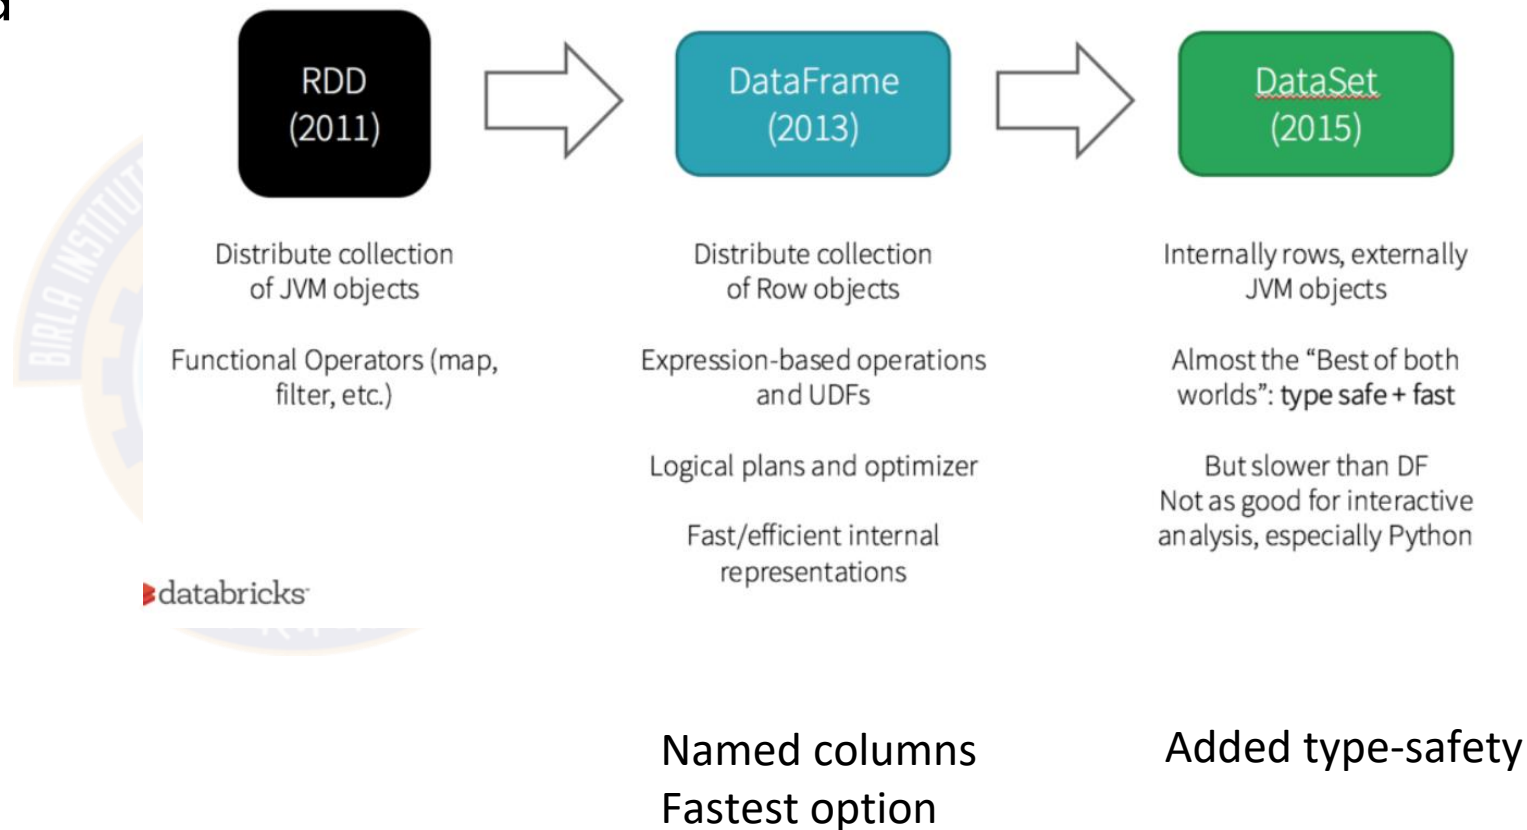 RDD
(2011)
DataFrame
(2013)
DataSet
(2015)
Distribute collection
of JVM objects
Functional Operators (map,
filter, etc.)
Distribute collection
of Row objects
Expression-based operations
and UDFs
Logical plans and optimizer
Fast/efficient internal
representations
Internally rows, externally
JVM objects
Almost the “Best of both
worlds”: type safe + fast
But slower than DF
Not as good for interactive
analysis, especially Python
databricks
BIRLA INSTITU
Named columns
Fastest option
Added type-safety